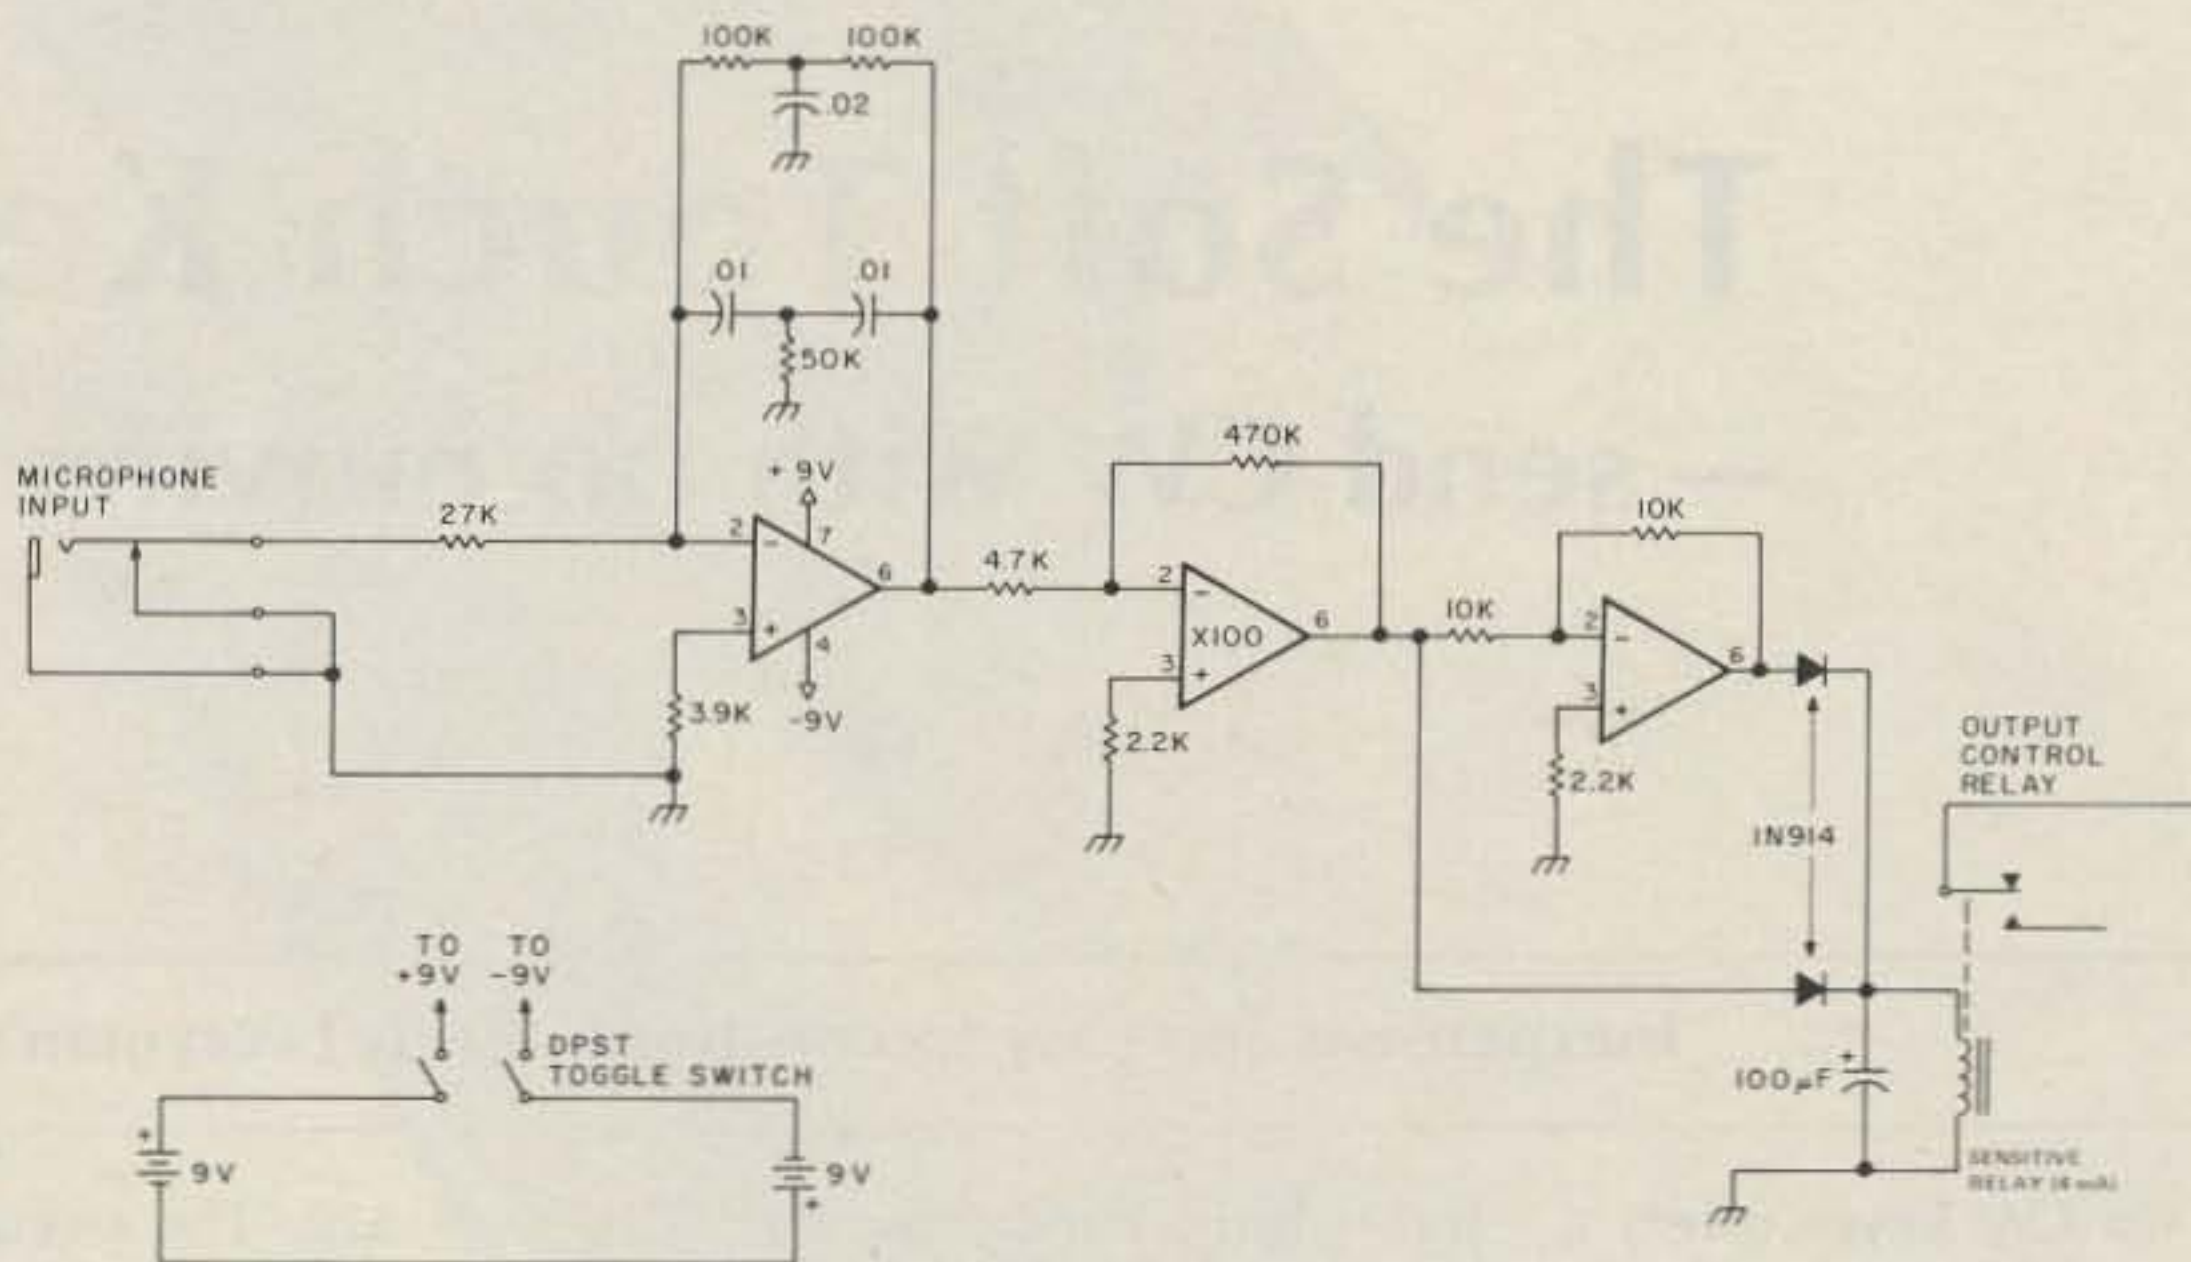 100K
100K
.02
.01
.01
50K
470K
MICROPHONE
INPUT
27K
+ 9V
2
7
-
6
3
+
4
-9V
3.9K
4.7K
2
-
X100
6
3
+
2.2K
10K
10K
2
-
6
3
+
2.2K
OUTPUT
CONTROL
RELAY
1N914
TO
+9V
TO
-9V
DPST
TOGGLE SWITCH
+
9V
9V
+
+
100µF
SENSITIVE
RELAY